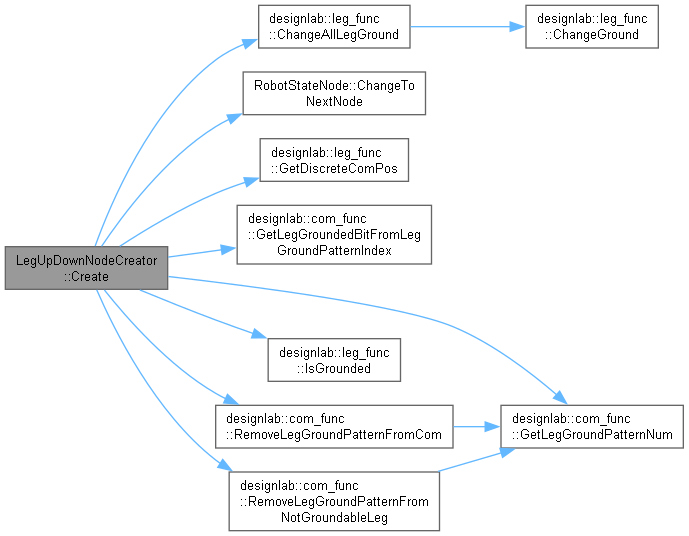 designlab::leg_func
::ChangeAllLegGround
designlab::leg_func
::ChangeGround
RobotStateNode::ChangeTo
NextNode
designlab::leg_func
::GetDiscreteComPos
designlab::com_func
::GetLegGroundedBitFromLeg
GroundPatternIndex
LegUpDownNodeCreator
::Create
designlab::leg_func
::IsGrounded
designlab::com_func
::RemoveLegGroundPatternFromCom
designlab::com_func
::GetLegGroundPatternNum
designlab::com_func
::RemoveLegGroundPatternFrom
NotGroundableLeg